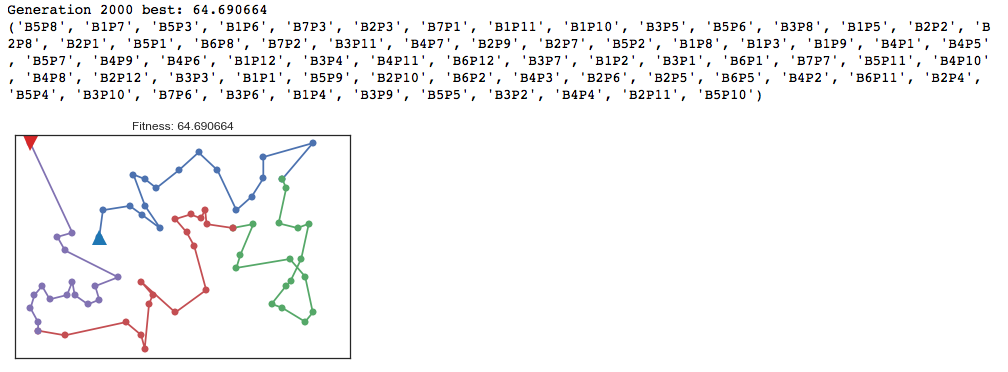 Generation 2000 best: 64.690664
('B5P8', 'B1P7', 'B5P3', 'B1P6', 'B7P3', 'B2P3', 'B7P1', 'B1P11', 'B1P10', 'B3P5', 'B5P6', 'B3P8', 'B1P5', 'B2P2', 'B
2P8', 'B2P1', 'B5P1', 'B6P8', 'B7P2', 'B3P11', 'B4P7', 'B2P9', 'B2P7', 'B5P2', 'B1P8', 'B1P3', 'B1P9', 'B4P1', 'B4P5'
, 'B5P7', 'B4P9', 'B4P6', 'B1P12', 'B3P4', 'B4P11', 'B6P12', 'B3P7', 'B1P2', 'B3P1', 'B6P1', 'B7P7', 'B5P11', 'B4P10'
, 'B4P8', 'B2P12', 'B3P3', 'B1P1', 'B5P9', 'B2P10', 'B6P2', 'B4P3', 'B2P6', 'B2P5', 'B6P5', 'B4P2', 'B6P11', 'B2P4',
'B5P4', 'B3P10', 'B7P6', 'B3P6', 'B1P4', 'B3P9', 'B5P5', 'B3P2', 'B4P4', 'B2P11', 'B5P10')
Fitness: 64.690664